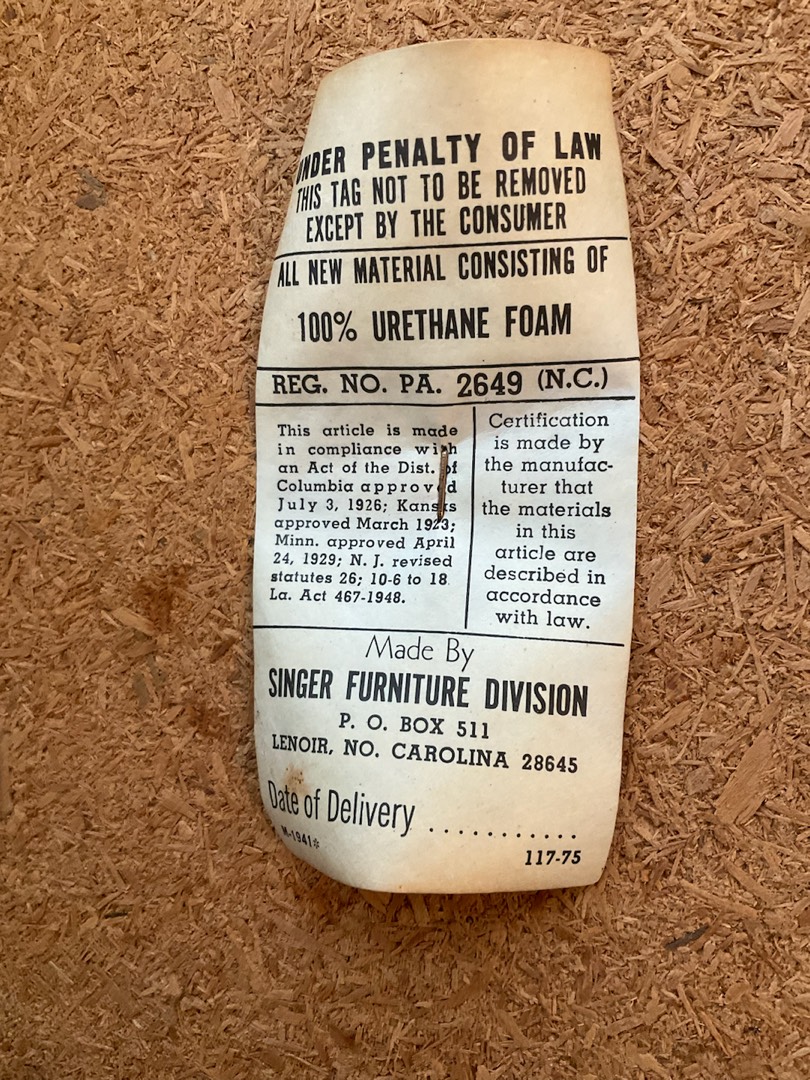 UNDER PENALTY OF LAW
THIS TAG NOT TO BE REMOVED
EXCEPT BY THE CONSUMER
ALL NEW MATERIAL CONSISTING OF
100% URETHANE FOAM
REG. NO. PA. 2649 (N.C.)
This article is made
in compliance with
an Act of the Dist. of
Columbia approved
July 3, 1926; Kansas
approved March 1923;
Minn. approved April
24, 1929; N. J. revised
statutes 26; 10-6 to 18
La. Act 467-1948.
Certification
is made by
the manufac-
turer that
the materials
in this
article are
described in
accordance
with law.
Made By
SINGER FURNITURE DIVISION
P. O. BOX 511
LENOIR, NO. CAROLINA 28645
Date of Delivery ...........
M-1941*
117-75